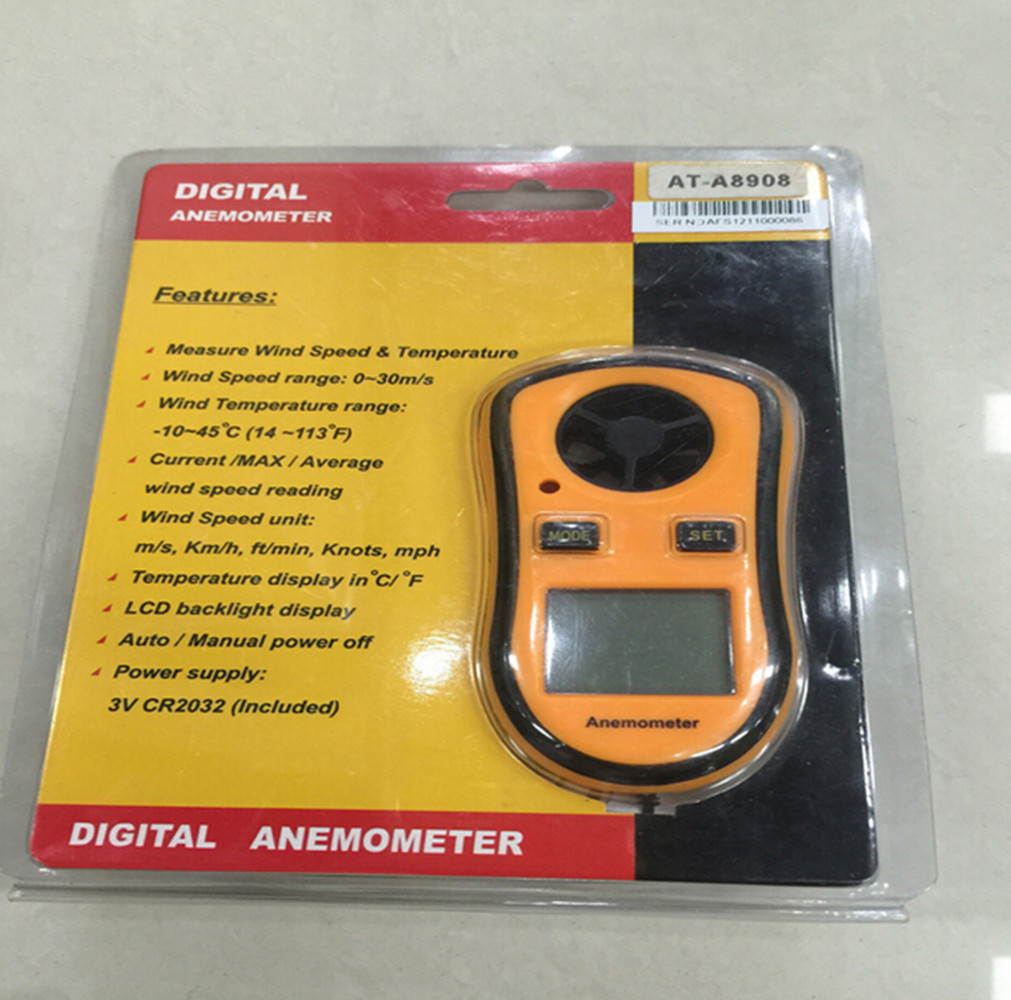 DIGITAL
ANEMOMETER
AT-A8908
SER NO AFS1211000086
Features:
Measure Wind Speed & Temperature
Wind Speed range: 0~30m/s
Wind Temperature range:
-10~45°C (14 ~113°F)
Current /MAX / Average
wind speed reading
Wind Speed unit:
m/s, Km/h, ft/min, Knots, mph
Temperature display in°C/ °F
LCD backlight display
Auto / Manual power off
Power supply:
3V CR2032 (Included)
MODE
SET
Anemometer
DIGITAL ANEMOMETER